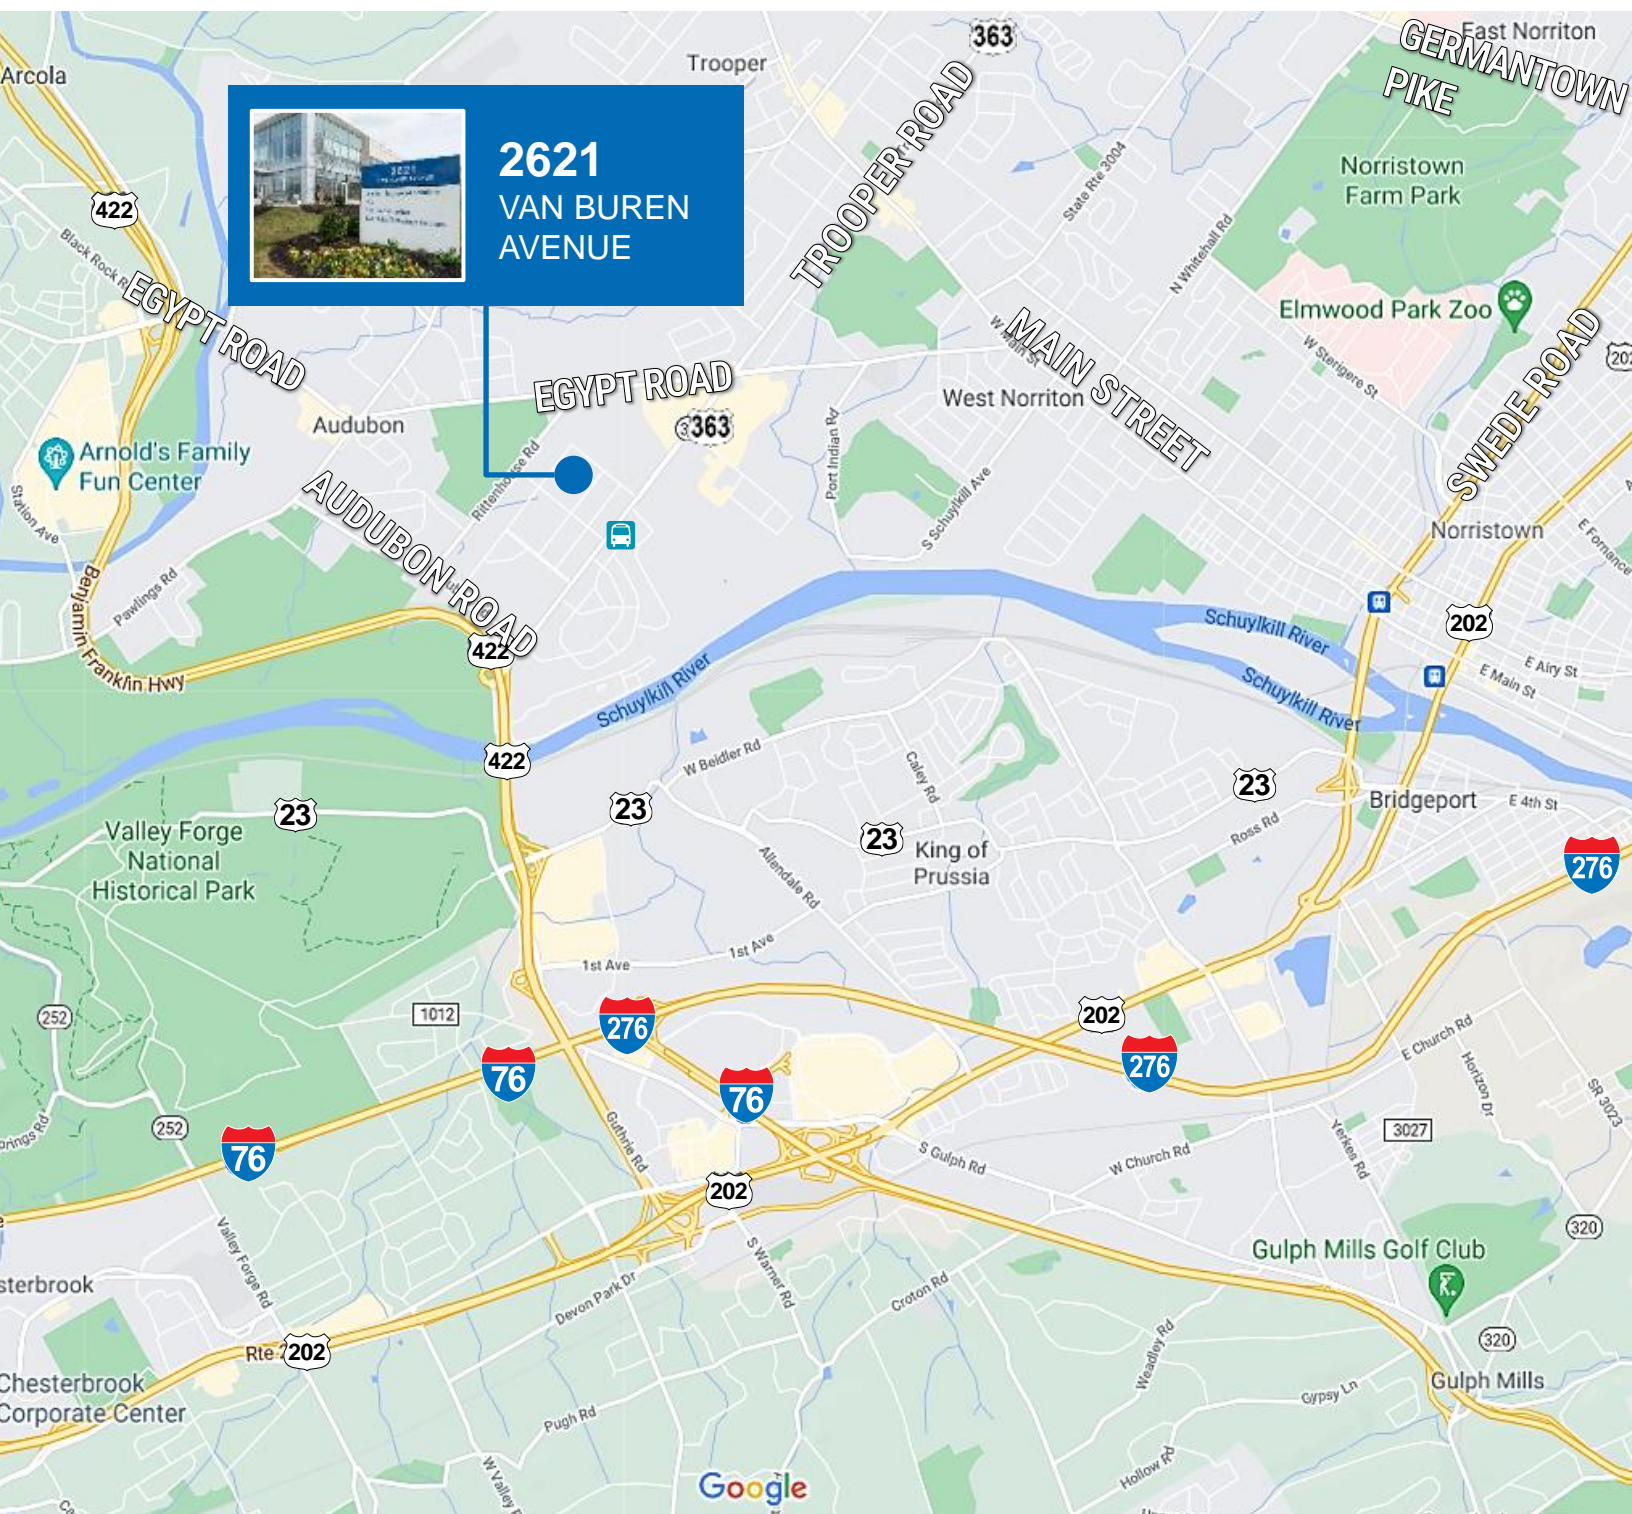 363
East Norriton
GERMANTOWN
PIKE
Trooper
Arcola
TROOPER ROAD
2621
VAN BUREN
AVENUE
2621
State Rte 3004
Norristown
Farm Park
422
Black Rock R
EGYPT ROAD
N Whitehall Rd
Elmwood Park Zoo
W Main St
MAIN STREET
W Sterigere St
SWEDE ROAD
202
EGYPT ROAD
West Norriton
Audubon
363
Port Indian Rd
Arnold's Family
Fun Center
Rittenhouse Rd
S Schuylkill Ave
Station Ave
AUDUBON ROAD
Norristown
E Fornance
Pawlings Rd
Benjamin Franklin Hwy
422
Schuylkill River
202
Schuylkill River
E Airy St
E Main St
Schuylkill River
422
W Beidler Rd
Caley Rd
23
23
23
23
Bridgeport
E 4th St
Ross Rd
Valley Forge
National
Historical Park
King of
Prussia
Allendale Rd
276
1st Ave
1st Ave
252
1012
276
202
276
76
76
E Church Rd
Horizon Dr
SR 3023
252
prings Rd
76
Guthrie Rd
3027
Yerkes Rd
S Gulph Rd
W Church Rd
202
320
Valley Forge Rd
Gulph Mills Golf Club
S Warner Rd
sterbrook
Devon Park Dr
Croton Rd
320
Rte 202
Weadley Rd
Chesterbrook
Corporate Center
Gulph Mills
Gypsy Ln
Pugh Rd
W Valley
Hollow Rd
Google